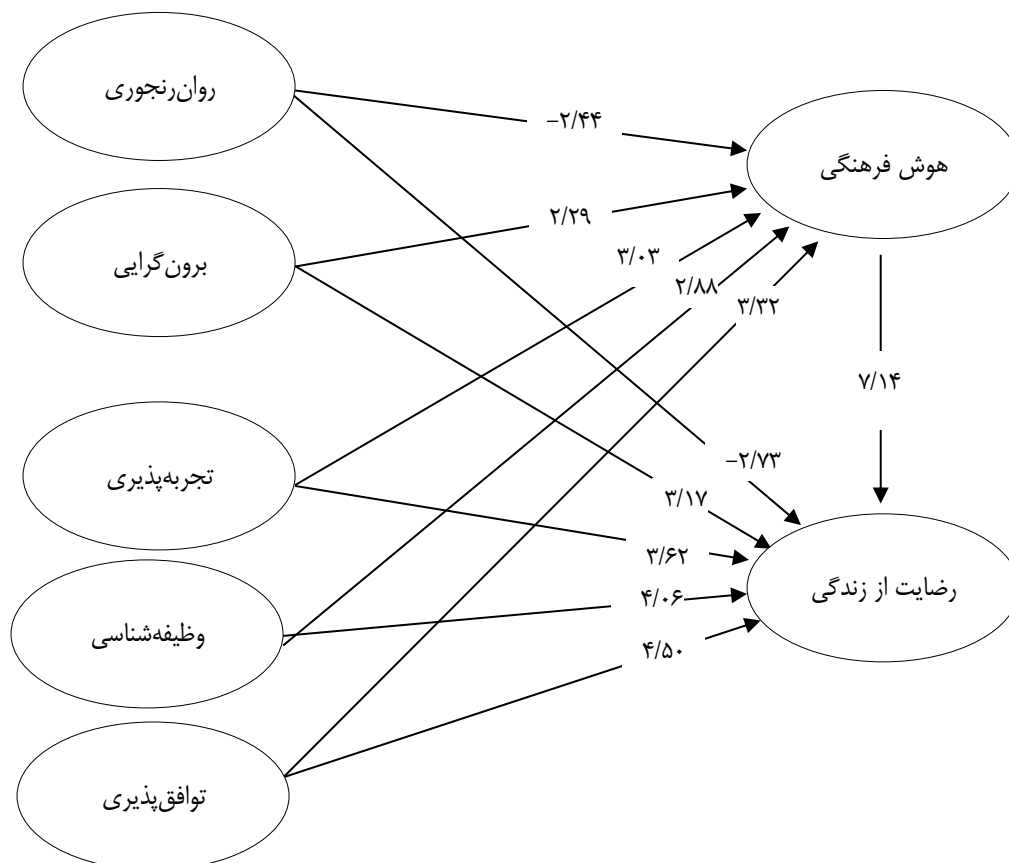 روان‌رنجوری
-۲/۴۴
هوش فرهنگی
برون‌گرایی
۲/۲۹
۳/۰۳
۲/۸۸
۳/۳۲
۷/۱۴
تجربه‌پذیری
-۲/۷۳
۳/۱۷
۳/۶۲
رضایت از زندگی
۴/۰۶
وظیفه‌شناسی
۴/۵۰
توافق‌پذیری